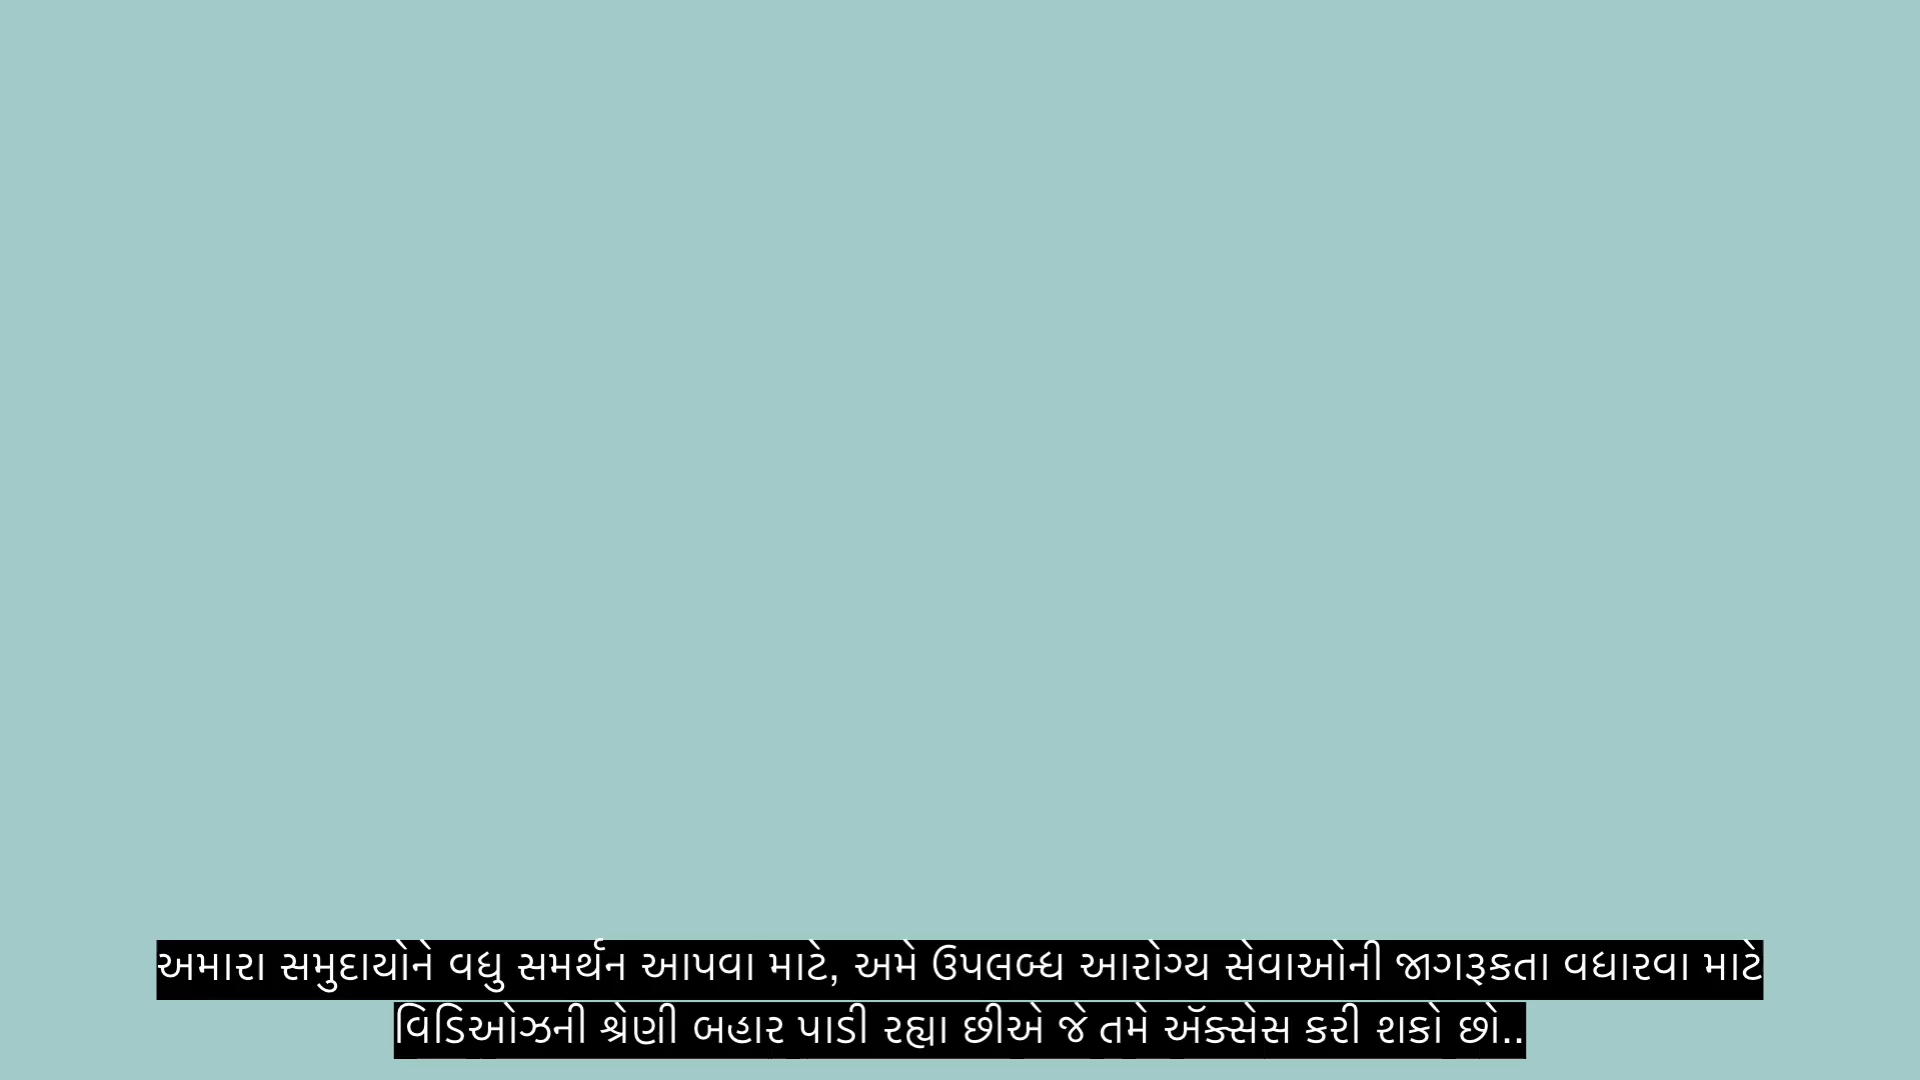 અમારા સમુદાયોને વધુ સમર્થન આપવા માટે, અમે ઉપલબ્ધ આરોગ્ય સેવાઓની જાગરૂકતા વધારવા માટે
વિડિઓઝની શ્રેણી બહાર પાડી રહ્યા છીએ જે તમે ઍક્સેસ કરી શકો છો..